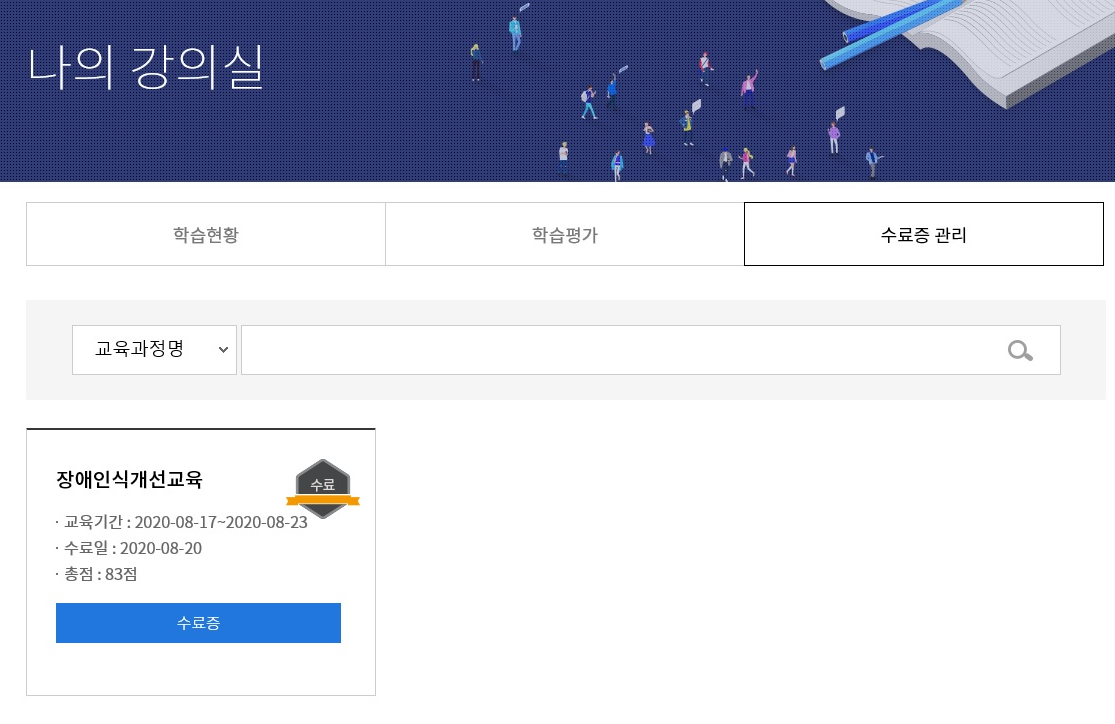 나의 강의실
학습현황
학습평가
수료증 관리
교육과정명
장애인식개선교육
수료
· 교육기간 : 2020-08-17~2020-08-23
· 수료일 : 2020-08-20
· 총점 : 83점
수료증